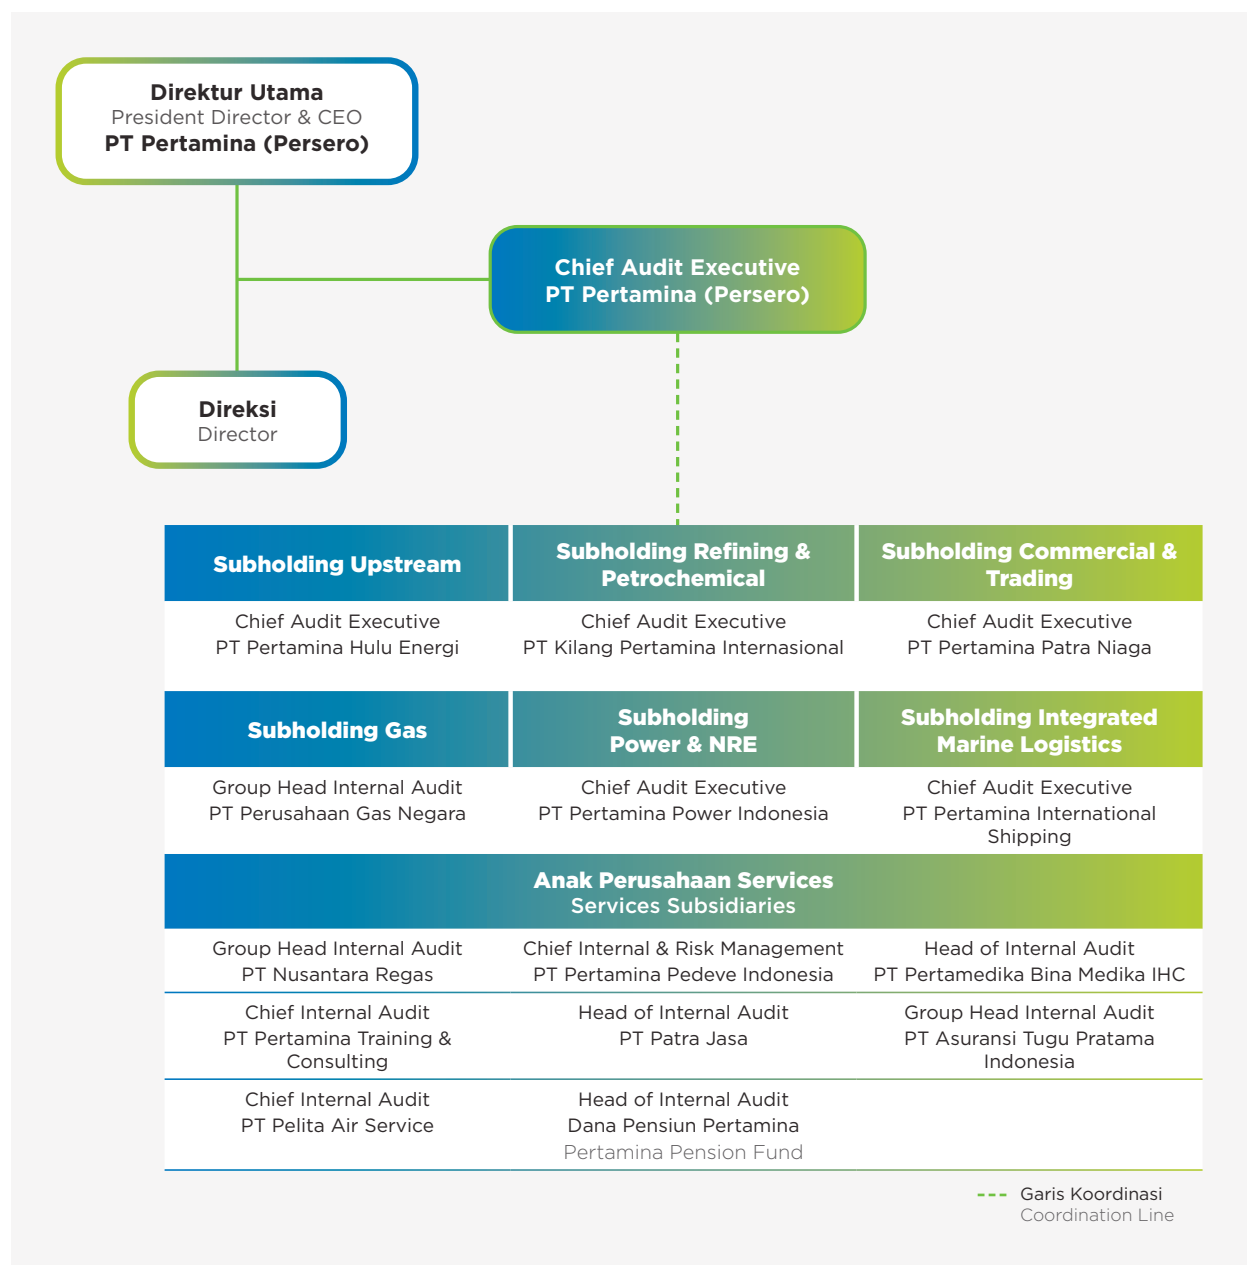 Direktur Utama
President Director & CEO
PT Pertamina (Persero)
Chief Audit Executive
PT Pertamina (Persero)
Direksi
Director
Subholding Upstream
Chief Audit Executive
PT Pertamina Hulu Energi
Subholding Refining &
Petrochemical
Chief Audit Executive
PT Kilang Pertamina Internasional
Subholding Commercial &
Trading
Chief Audit Executive
PT Pertamina Patra Niaga
Subholding Gas
Group Head Internal Audit
PT Perusahaan Gas Negara
Subholding
Power & NRE
Chief Audit Executive
PT Pertamina Power Indonesia
Subholding Integrated
Marine Logistics
Chief Audit Executive
PT Pertamina International
Shipping
Anak Perusahaan Services
Services Subsidiaries
Group Head Internal Audit
PT Nusantara Regas
Chief Internal & Risk Management
PT Pertamina Pedeve Indonesia
Head of Internal Audit
PT Pertamedika Bina Medika IHC
Chief Internal Audit
PT Pertamina Training &
Consulting
Head of Internal Audit
PT Patra Jasa
Group Head Internal Audit
PT Asuransi Tugu Pratama
Indonesia
Chief Internal Audit
PT Pelita Air Service
Head of Internal Audit
Dana Pensiun Pertamina
Pertamina Pension Fund
Garis Koordinasi
Coordination Line